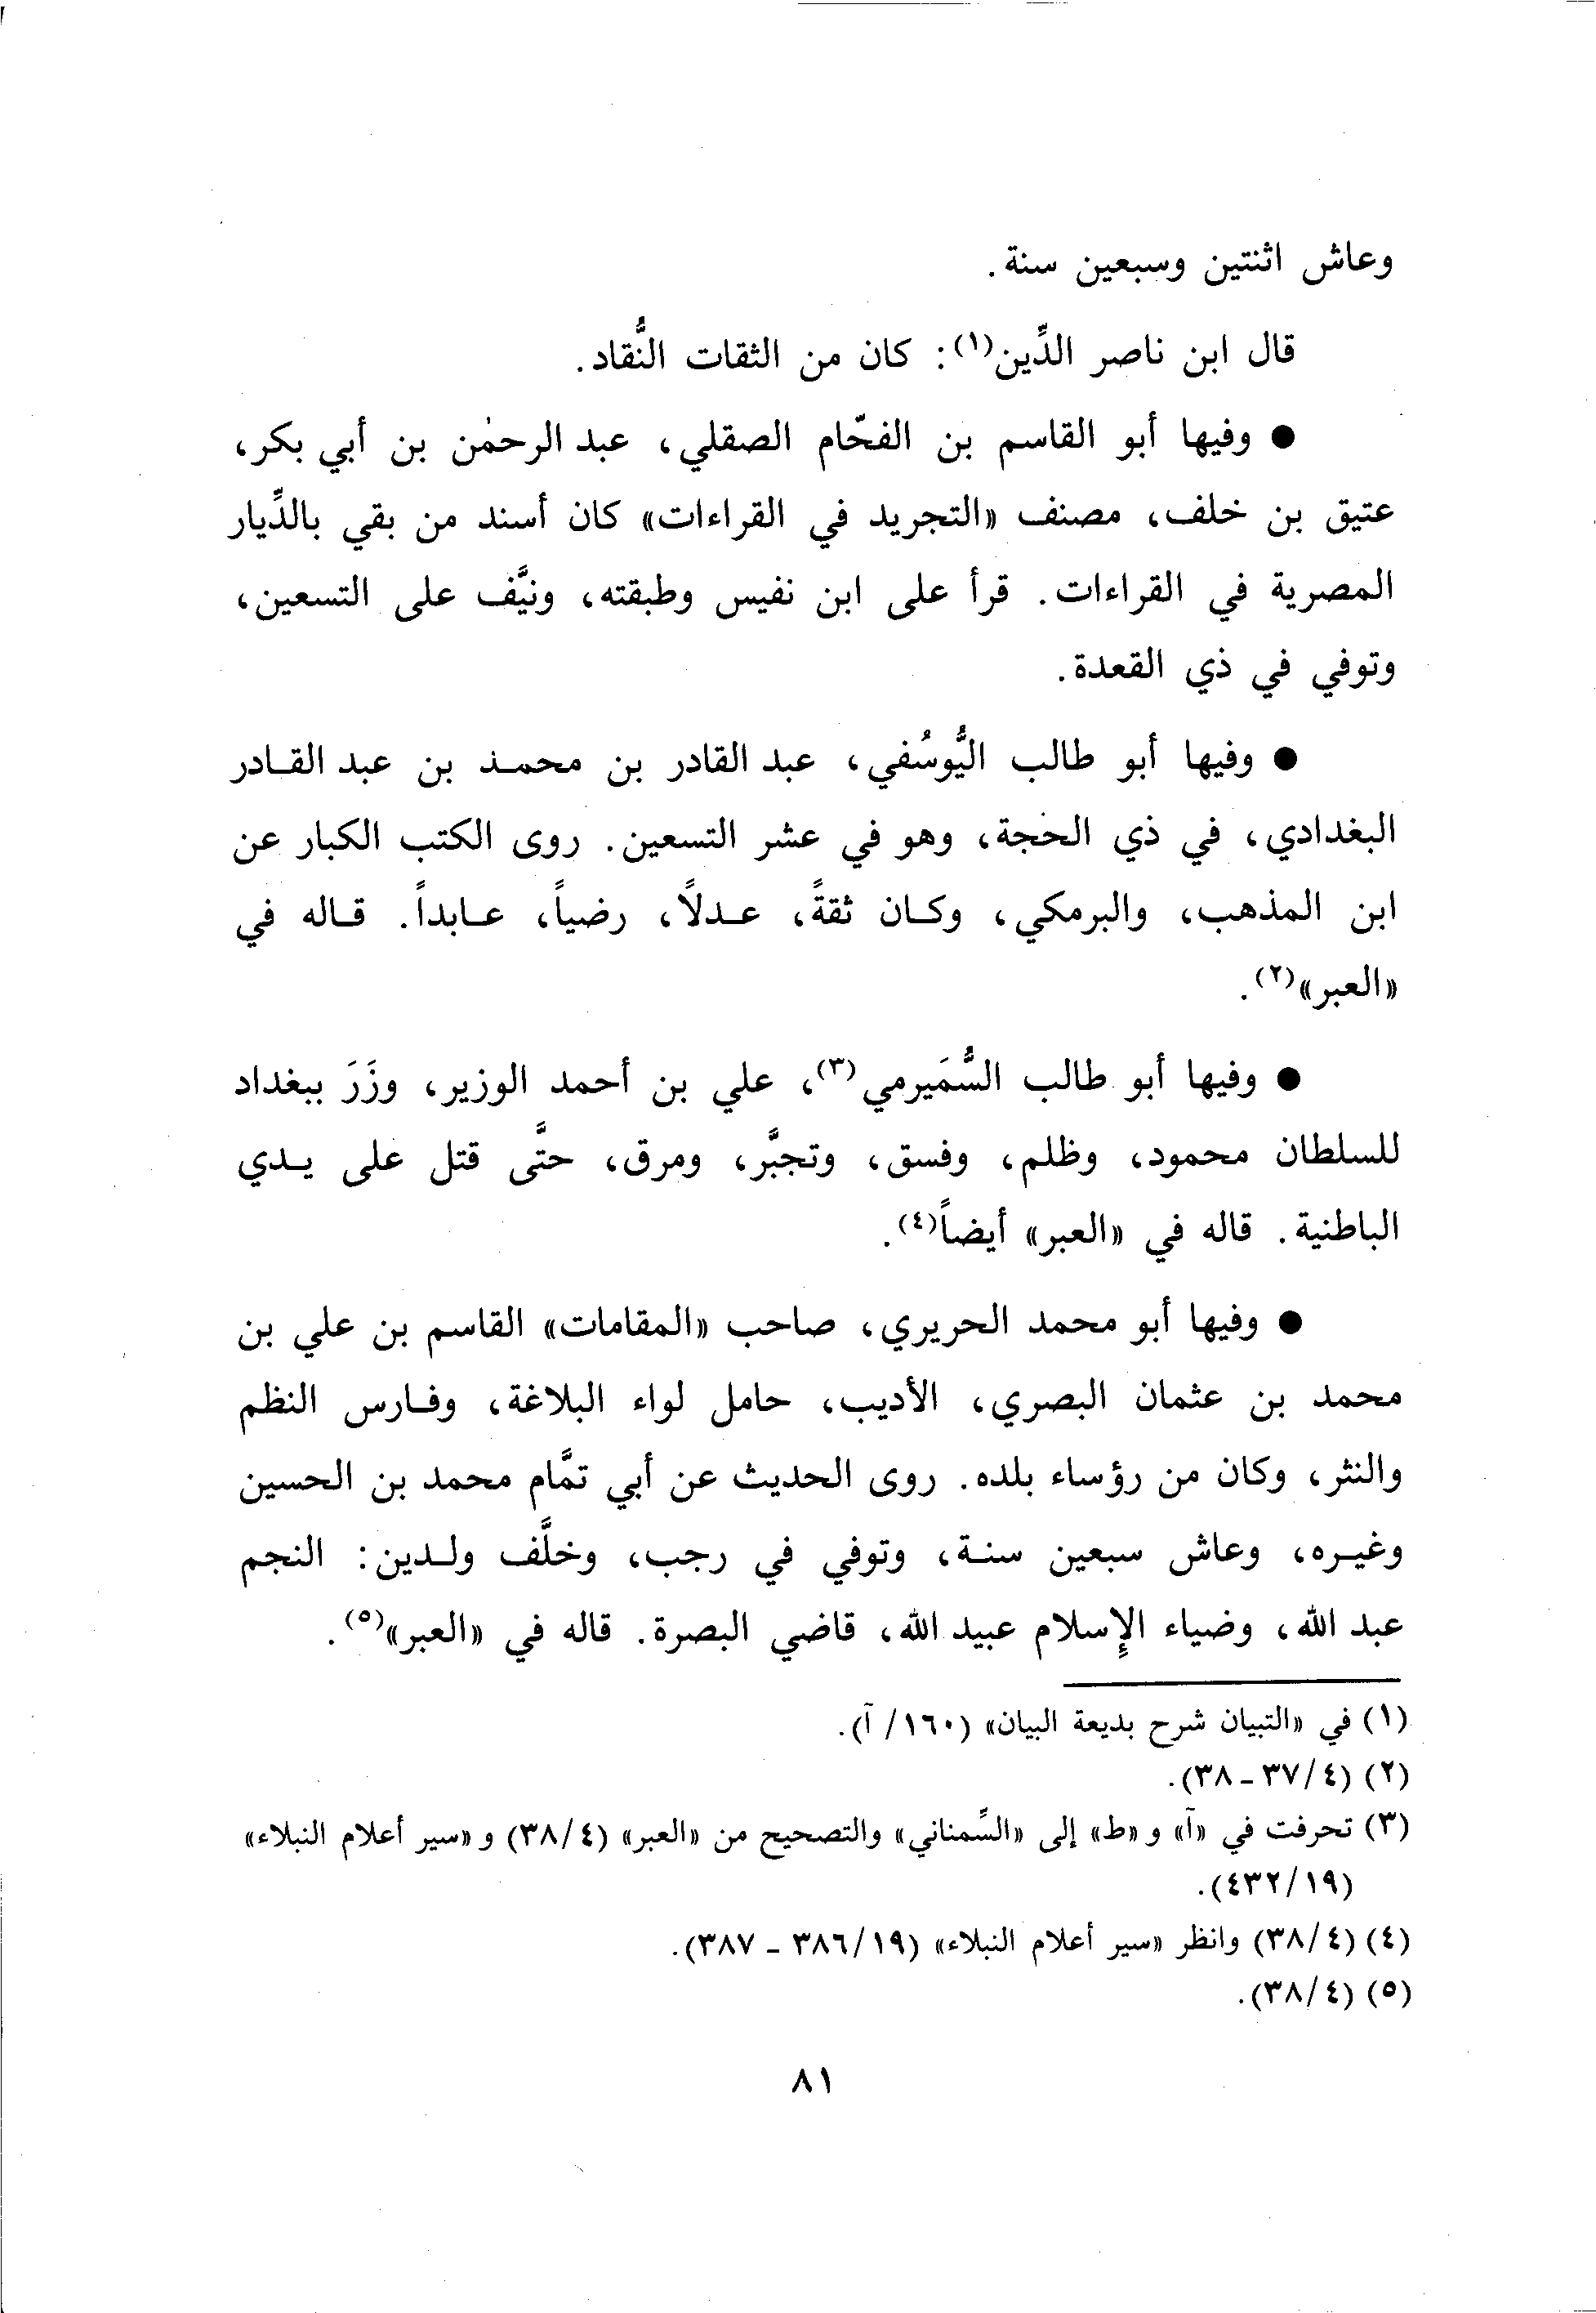 وعاش اثنتين وسبعين سنة.
قال ابن ناصر الدِّين(١): كان من الثقات النُّقاد.
● وفيها أبو القاسم بن الفحّام الصقلي، عبد الرحمٰن بن أبي بكر،
عتيق بن خلف، مصنف «التجريد في القراءات» كان أسند من بقي بالدِّيار
المصرية في القراءات. قرأ على ابن نفيس وطبقته، ونيَّف على التسعين،
وتوفي في ذي القعدة.
● وفيها أبو طالب اليُّوسُفي، عبد القادر بن محمد بن عبد القادر
البغدادي، في ذي الحجة، وهو في عشر التسعين. روى الكتب الكبار عن
ابن المذهب، والبرمكي، وكان ثقةً، عدلاً، رضياً، عابداً. قاله في
«العبر»(٢).
● وفيها أبو طالب السُّمَيرمي(٣)، علي بن أحمد الوزير، وزَرَ ببغداد
للسلطان محمود، وظلم، وفسق، وتجبَّر، ومرق، حتَّى قتل على يدي
الباطنية. قاله في «العبر» أيضاً(٤).
● وفيها أبو محمد الحريري، صاحب «المقامات» القاسم بن علي بن
محمد بن عثمان البصري، الأديب، حامل لواء البلاغة، وفارس النظم
والنثر، وكان من رؤساء بلده. روى الحديث عن أبي تمَّام محمد بن الحسين
وغيره، وعاش سبعين سنة، وتوفي في رجب، وخلَّف ولدين: النجم
عبد الله، وضياء الإِسلام عبيد الله، قاضي البصرة. قاله في «العبر»(٥).
(١) في «التبيان شرح بديعة البيان» (١٦٠/ آ).
(٢) (٣٧/٤ - ٣٨).
(٣) تحرفت في «آ» و «ط» إلى «السِّمناني» والتصحيح من «العبر» (٣٨/٤) و «سير أعلام النبلاء»
(٤٣٢/١٩).
(٤) (٣٨/٤) وانظر «سير أعلام النبلاء» (٣٨٦/١٩ - ٣٨٧).
(٥) (٣٨/٤).
٨١